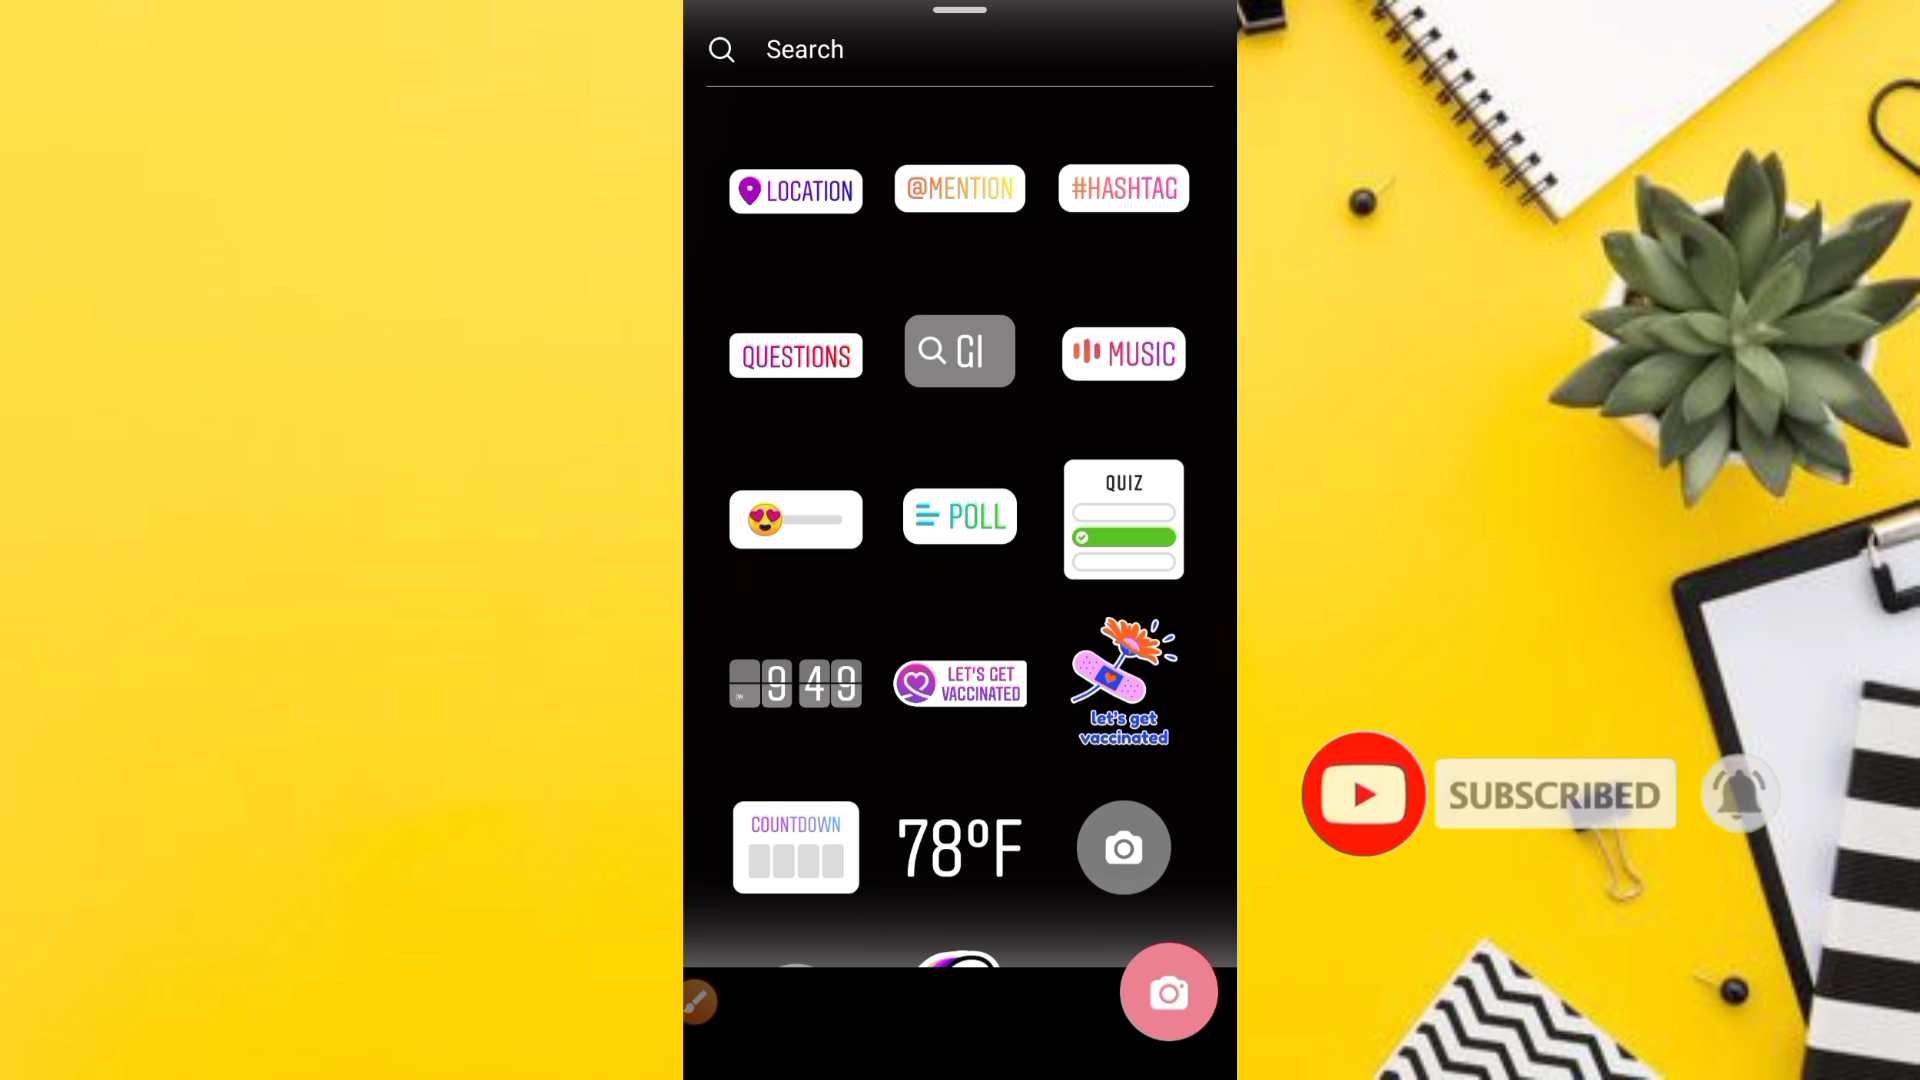 Search
LOCATION
@MENTION
#HASHTAG
QUESTIONS
GI
MUSIC
POLL
QUIZ
9 49
LET'S GET
VACCINATED
let's get
vaccinated
COUNTDOWN
78°F
SUBSCRIBED